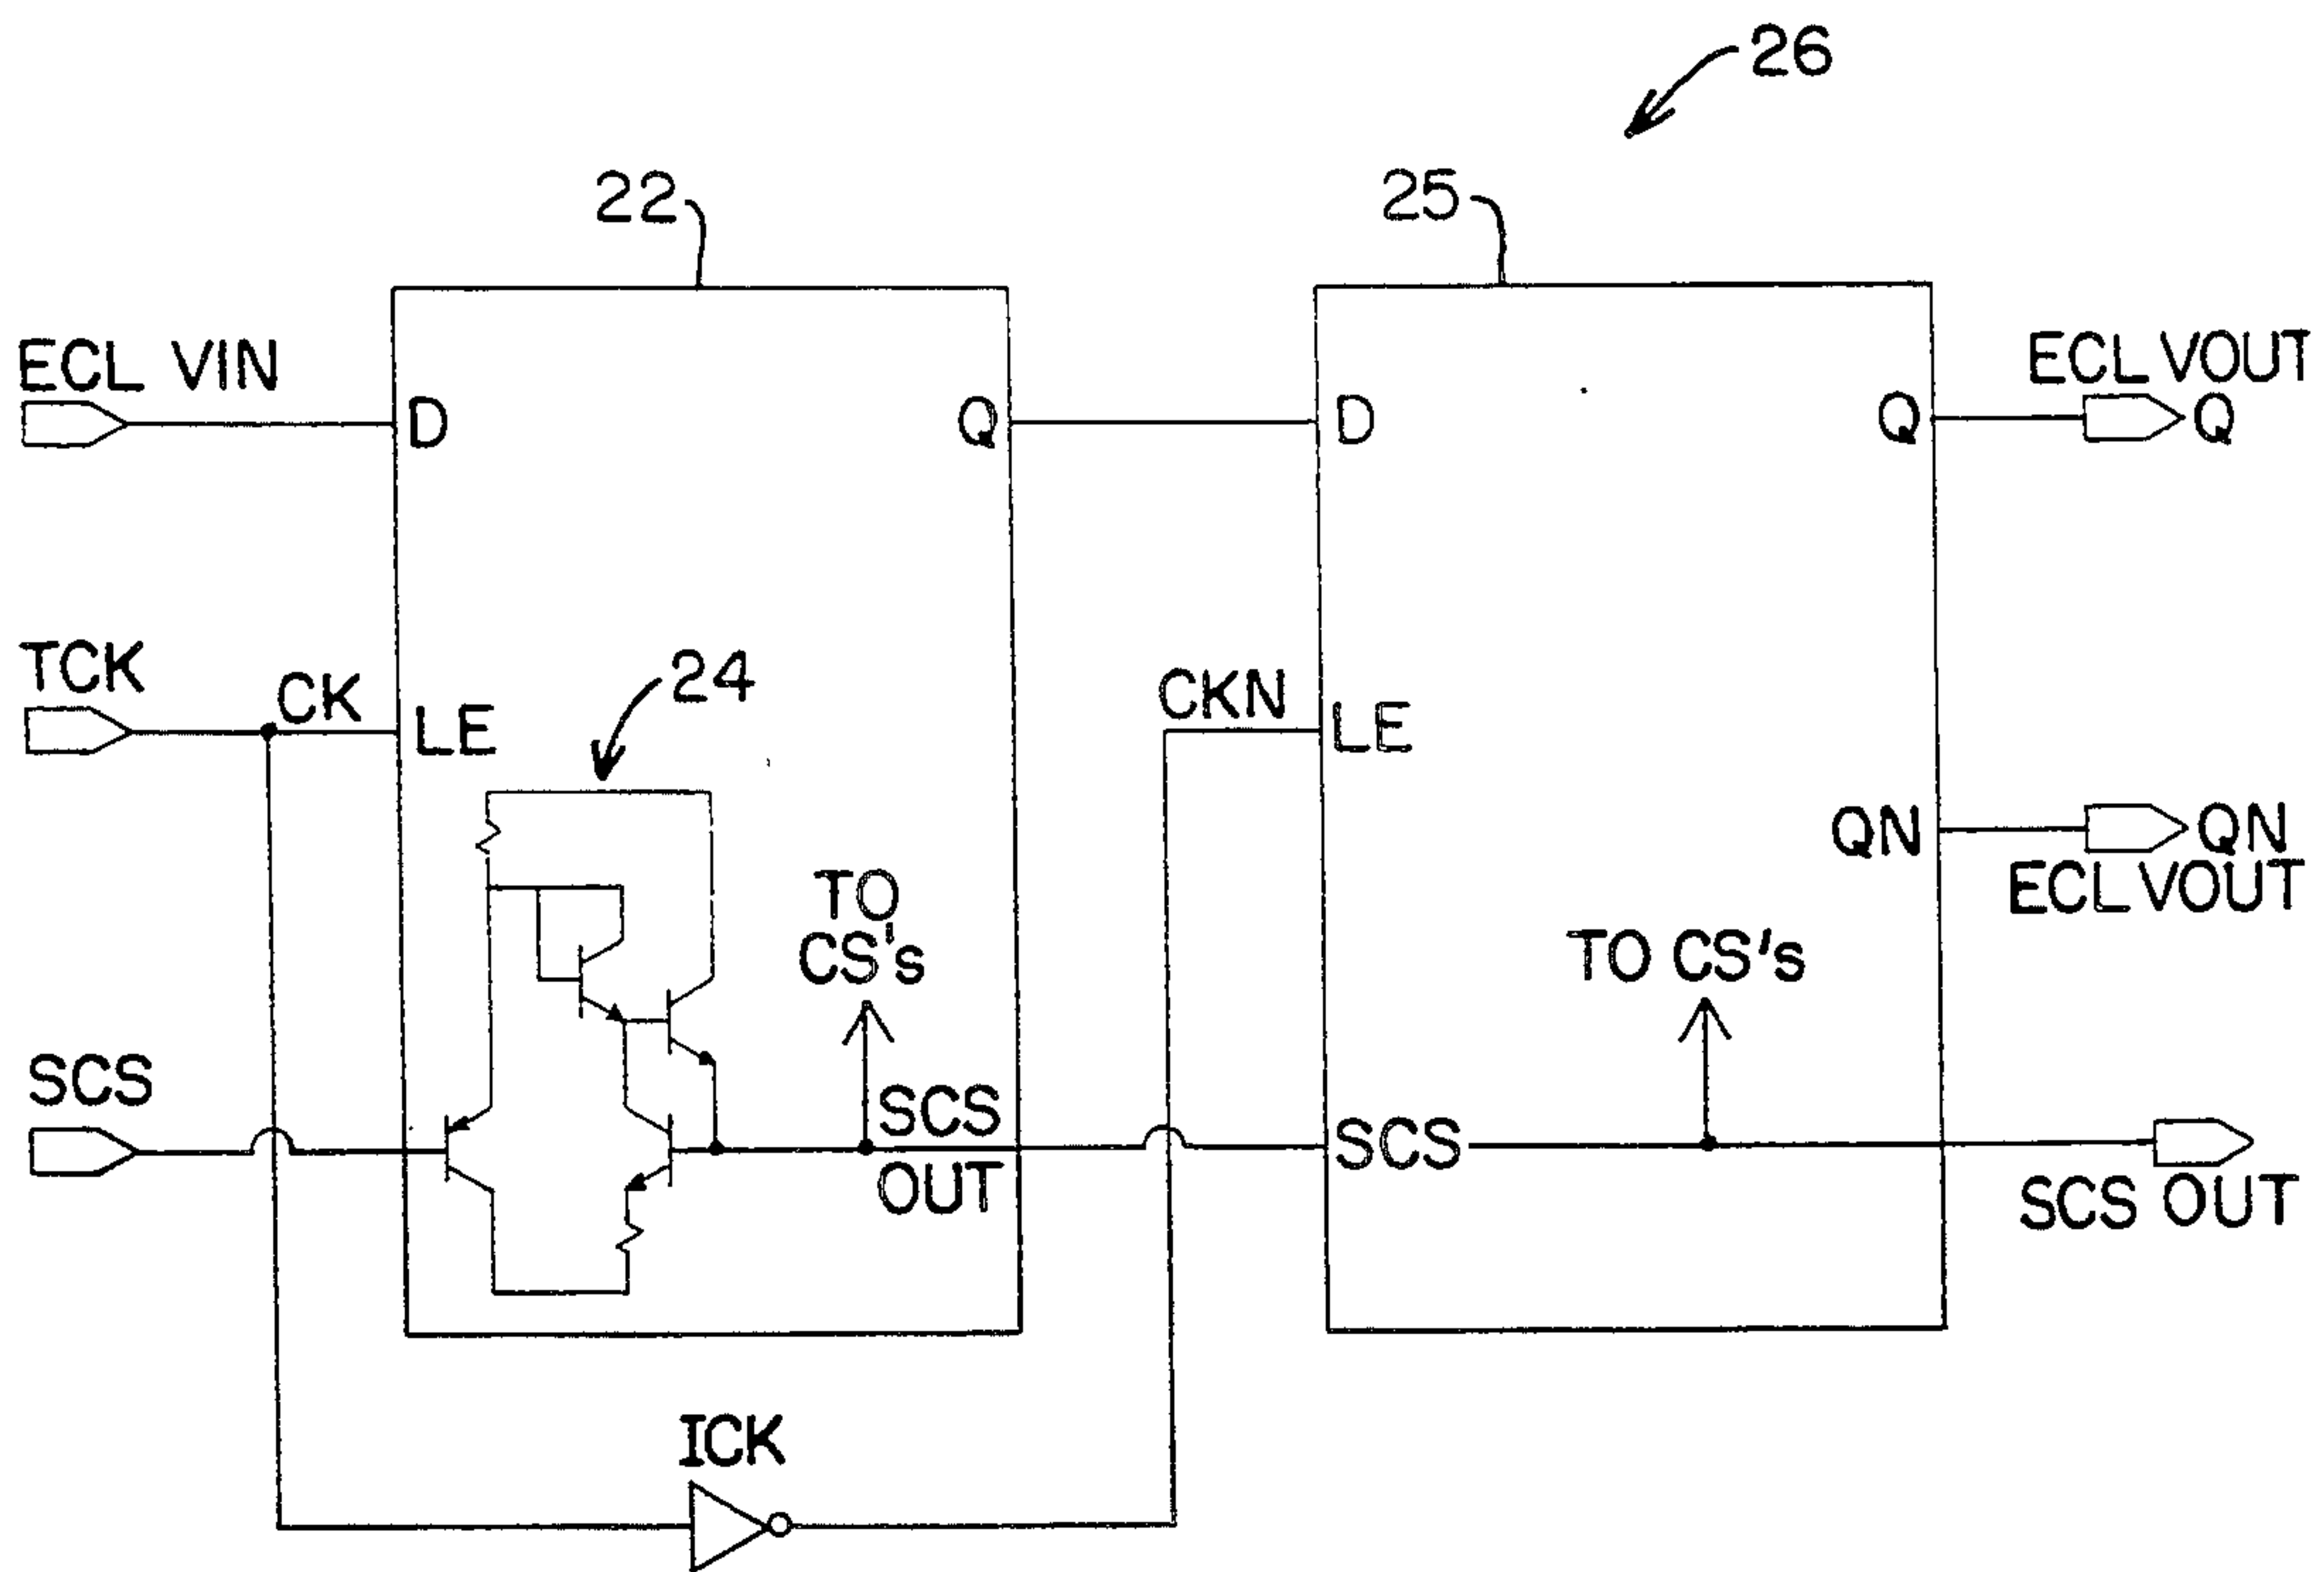 26
22
25
ECL VIN
D
Q
D
Q
ECL VOUT
Q
TCK
CK
LE
24
CKN
LE
QN
QN
ECL VOUT
TO
CS's
TO CS's
SCS
SCS
OUT
SCS
SCS OUT
ICK